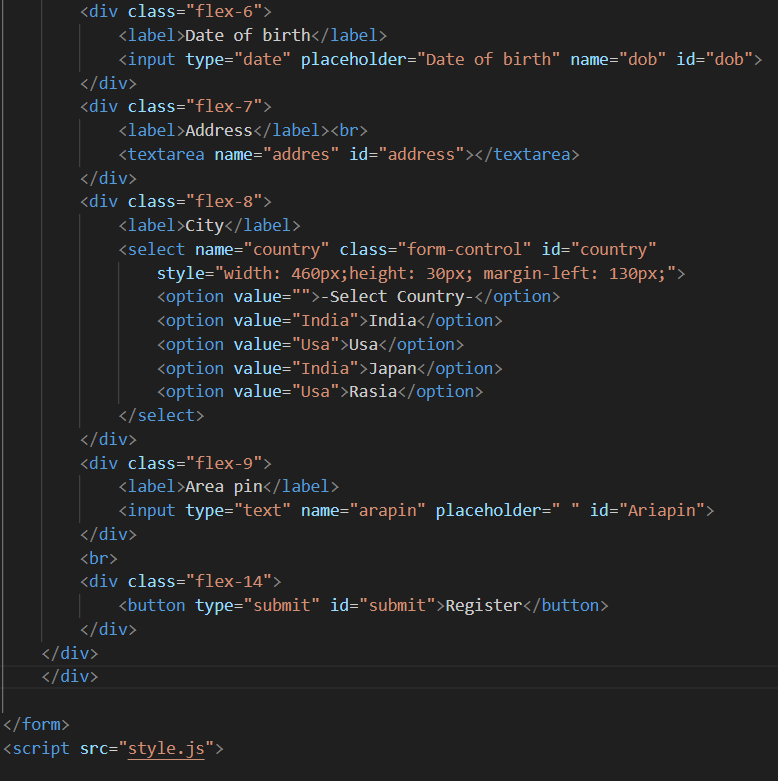 <div class="flex-6">
<label>Date of birth</label>
<input type="date" placeholder="Date of birth" name="dob" id="dob">
</div>
<div class="flex-7">
<label>Address</label><br>
<textarea name="addres" id="address"></textarea>
</div>
<div class="flex-8">
<label>City</label>
<select name="country" class="form-control" id="country"
style="width: 460px;height: 30px; margin-left: 130px;">
<option value="">-Select Country-</option>
<option value="India">India</option>
<option value="Usa">Usa</option>
<option value="India">Japan</option>
<option value="Usa">Rasia</option>
</select>
</div>
<div class="flex-9">
<label>Area pin</label>
<input type="text" name="arapin" placeholder=" " id="Ariapin">
</div>
<br>
<div class="flex-14">
<button type="submit" id="submit">Register</button>
</div>
</div>
</div>
</form>
<script src="style.js">